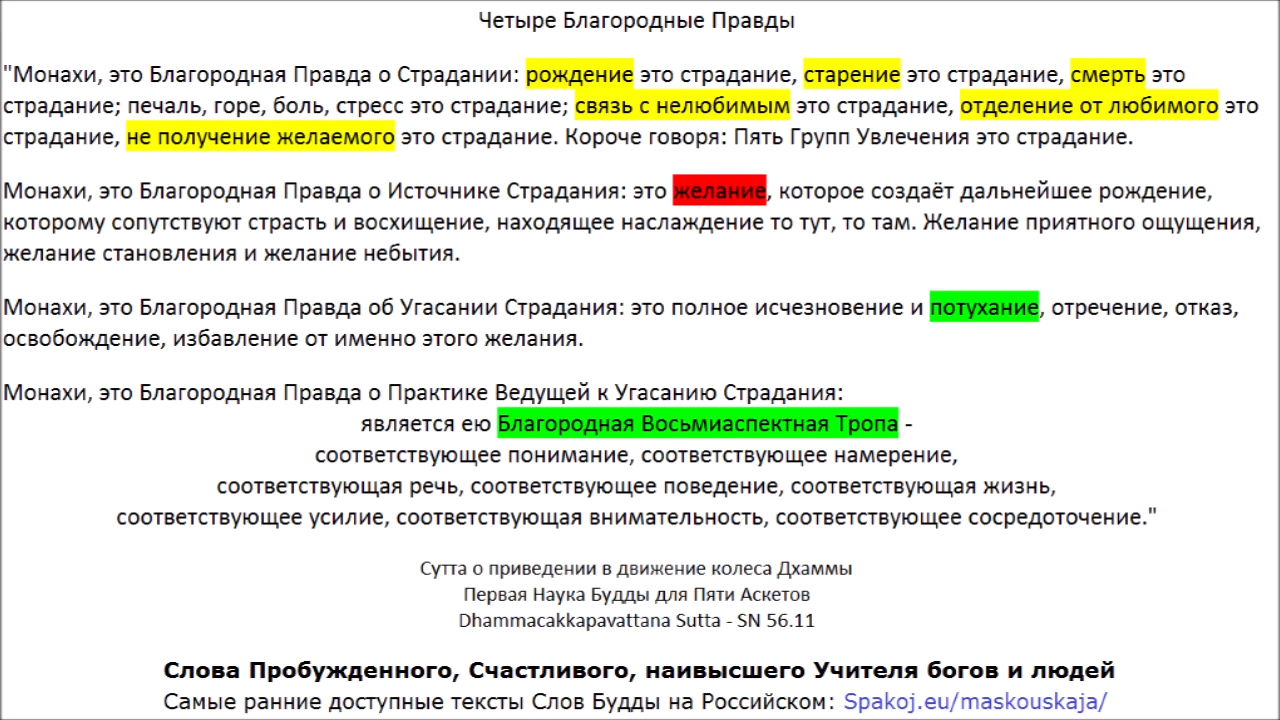 Четыре Благородные Правды
"Монахи, это Благородная Правда о Страдании: рождение это страдание, старение это страдание, смерть это
страдание; печаль, горе, боль, стресс это страдание; связь с нелюбимым это страдание, отделение от любимого это
страдание, не получение желаемого это страдание. Короче говоря: Пять Групп Увлечения это страдание.
Монахи, это Благородная Правда о Источнике Страдания: это желание, которое создаёт дальнейшее рождение,
которому сопутствуют страсть и восхищение, находящее наслаждение то тут, то там. Желание приятного ощущения,
желание становления и желание небытия.
Монахи, это Благородная Правда об Угасании Страдания: это полное исчезновение и потухание, отречение, отказ,
освобождение, избавление от именно этого желания.
Монахи, это Благородная Правда о Практике Ведущей к Угасанию Страдания:
является ею Благородная Восьмиаспектная Тропа -
соответствующее понимание, соответствующее намерение,
соответствующая речь, соответствующее поведение, соответствующая жизнь,
соответствующее усилие, соответствующая внимательность, соответствующее сосредоточение."
Сутта о приведении в движение колеса Дхаммы
Первая Наука Будды для Пяти Аскетов
Dhammacakkapavattana Sutta - SN 56.11
Слова Пробужденного, Счастливого, наивысшего Учителя богов и людей
Самые ранние доступные тексты Слов Будды на Российском: Spakoj.eu/maskouskaja/